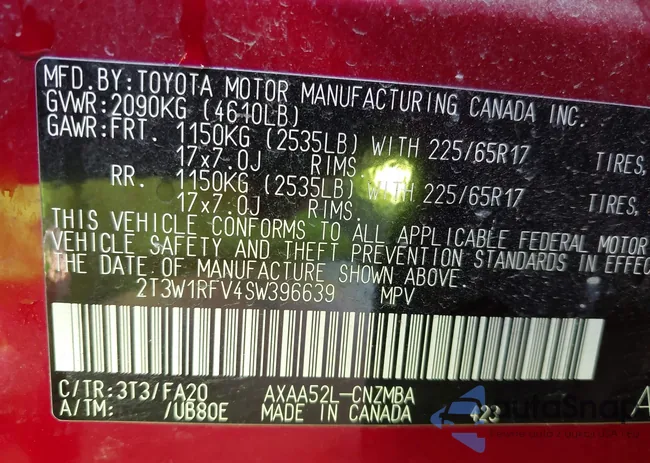 MFD.BY:TOYOTA MOTOR MANUFACTURING CANADA INC.
GVWR:2090KG (4610LB)
GAWR:FRT. 1150KG (2535LB) WITH 225/65R17 TIRES,
17x7.0J RIMS.
RR. 1150KG (2535LB) WITH 225/65R17 TIRES,
17x7.0J RIMS.
THIS VEHICLE CONFORMS TO ALL APPLICABLE FEDERAL MOTOR
VEHICLE SAFETY AND THEFT PREVENTION STANDARDS IN EFFEC
THE DATE OF MANUFACTURE SHOWN ABOVE.
2T3W1RFV4SW396639 MPV
C/TR:3T3/FA20 AXAA52L-CNZMBA A
A/TM: /UB80E MADE IN CANADA 428
autoSnap